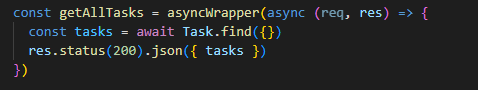 const getAllTasks = asyncWrapper(async (req, res) => {
  const tasks = await Task.find({})
  res.status(200).json({ tasks })
})